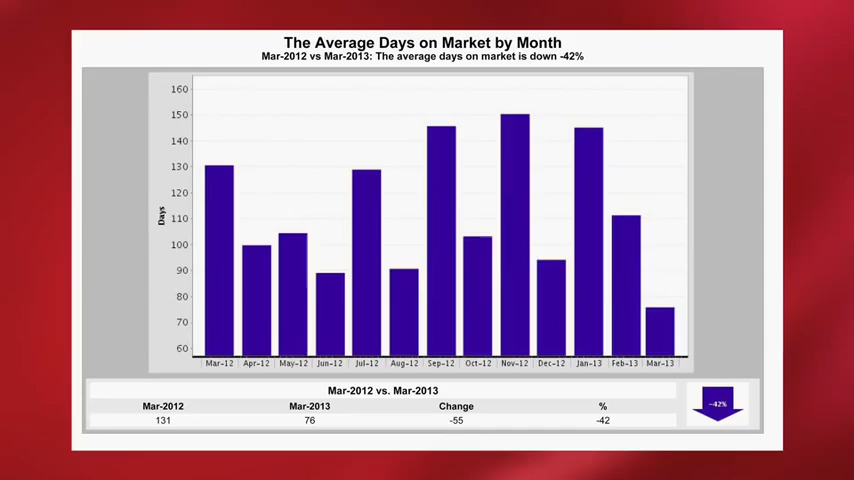 The Average Days on Market by Month
Mar-2012 vs Mar-2013: The average days on market is down -42%
160
150
140
130
120
110
100
90
80
70
60
Days
Mar-12 Apr-12 May-12 Jun-12 Jul-12 Aug-12 Sep-12 Oct-12 Nov-12 Dec-12 Jan-13 Feb-13 Mar-13
Mar-2012 vs. Mar-2013
Mar-2012 Mar-2013 Change %
131 76 -55 -42
-42%